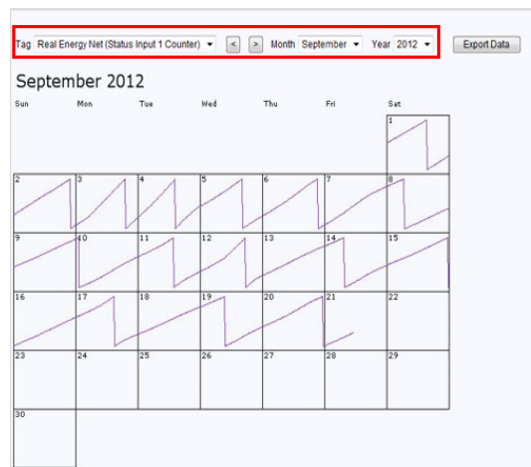 Tag Real Energy Net (Status Input 1 Counter) < > Month September Year 2012 Export Data
September 2012
Sun Mon Tue Wed Thu Fri Sat
1
2 3 4 5 6 7 8
9 10 11 12 13 14 15
16 17 18 19 20 21 22
23 24 25 26 27 28 29
30